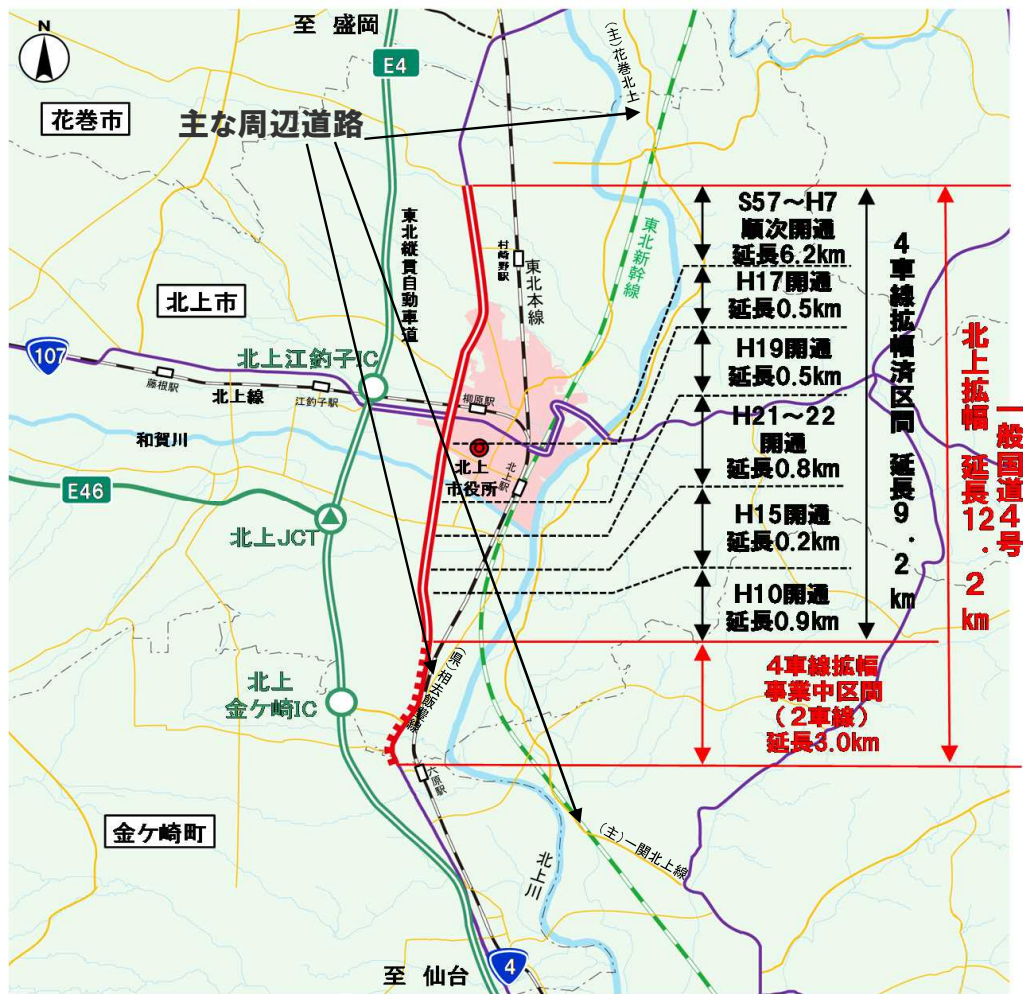 N
至 盛岡
E4
(主)花巻北上
花巻市
主な周辺道路
東北縦貫自動車道
村崎野駅
東北本線
東北新幹線
S57～H7
順次開通
延長6.2km
H17開通
延長0.5km
H19開通
延長0.5km
H21～22
開通
延長0.8km
H15開通
延長0.2km
H10開通
延長0.9km
4車線拡幅済区間 延長9.2km
一般国道4号
北上拡幅 延長12.2km
4車線拡幅
事業中区間
(2車線)
延長3.0km
北上市
107
北上江釣子IC
藤根駅
北上線
江釣子駅
柳原駅
和賀川
北上
市役所
北上駅
E46
北上JCT
北上
金ケ崎IC
(県)相去飯豊線
六原駅
金ケ崎町
(主)一関北上線
北上川
至 仙台
4